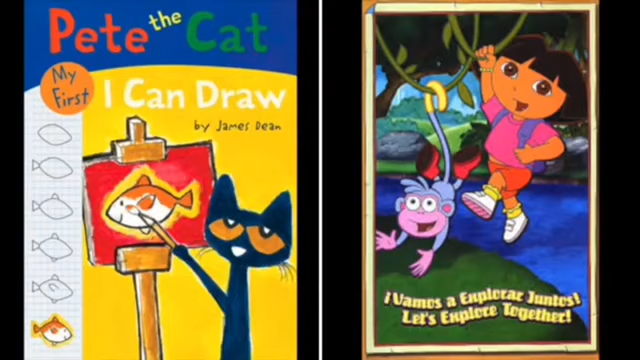 Pete the Cat
My First
I Can Draw
by James Dean
¡Vamos a Explorar Juntos!
Let's Explore Together!